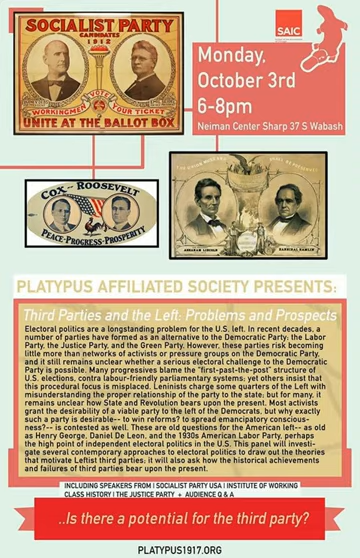 SOCIALIST PARTY
CANDIDATES
1912
VOTE
WORKINGMEN
YOUR TICKET
UNITE AT THE BALLOT BOX
SAIC
Monday,
October 3rd
6-8pm
Neiman Center Sharp 37 S Wabash
COX - ROOSEVELT
PEACE-PROGRESS-PROSPERITY
ABRAHAM LINCOLN
HANNIBAL HAMLIN
PLATYPUS AFFILIATED SOCIETY PRESENTS:
Third Parties and the Left: Problems and Prospects
Electoral politics are a longstanding problem for the U.S. left. In recent decades, a
number of parties have formed as an alternative to the Democratic Party: the Labor
Party, the Justice Party, and the Green Party. However, these parties risk becoming
little more than networks of activists or pressure groups on the Democratic Party,
and it still remains unclear whether a serious electoral challenge to the Democratic
Party is possible. Many progressives blame the "first-past-the-post" structure of
U.S. elections, contra labour-friendly parliamentary systems; yet others insist that
this procedural focus is misplaced. Leninists charge some quarters of the Left with
misunderstanding the proper relationship of the party to the state; but for many, it
remains unclear how State and Revolution bears upon the present. Most activists
grant the desirability of a viable party to the left of the Democrats, but why exactly
such a party is desirable-- to win reforms? to spread emancipatory conscious-
ness?-- is contested as well. These are old questions for the American left-- as old
as Henry George, Daniel De Leon, and the 1930s American Labor Party, perhaps
the high point of independent electoral politics in the U.S. This panel will investi-
gate several contemporary approaches to electoral politics to draw out the theories
that motivate Leftist third parties; it will also ask how the historical achievements
and failures of third parties bear upon the present.
INCLUDING SPEAKERS FROM | SOCIALIST PARTY USA | INSTITUTE OF WORKING
CLASS HISTORY | THE JUSTICE PARTY + AUDIENCE Q & A
..Is there a potential for the third party?
PLATYPUS1917.ORG